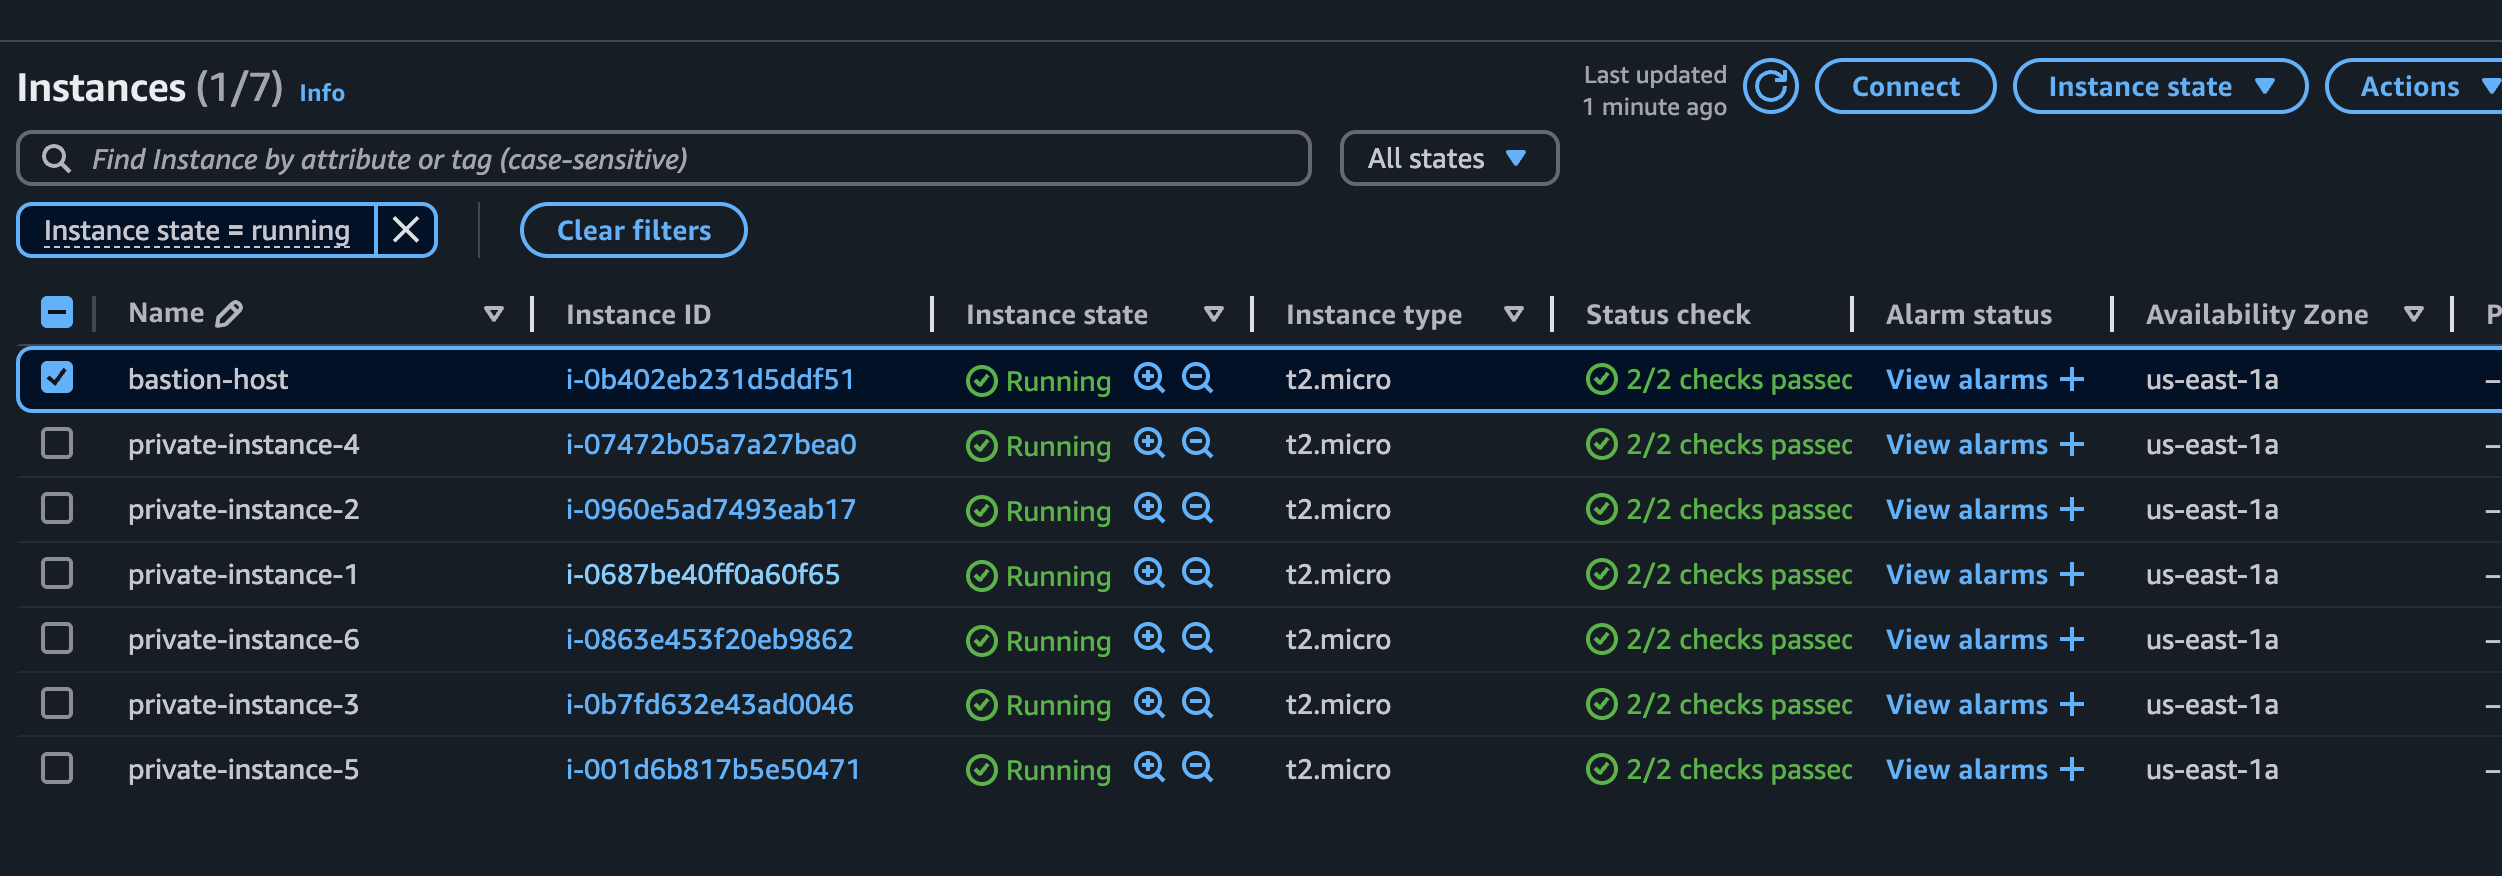 Instances (1/7) Info
Last updated
1 minute ago
Connect
Instance state
Actions
Find Instance by attribute or tag (case-sensitive)
All states
Instance state = running
Clear filters
Name Instance ID Instance state Instance type Status check Alarm status Availability Zone P
bastion-host i-0b402eb231d5ddf51 Running t2.micro 2/2 checks passed View alarms + us-east-1a –
private-instance-4 i-07472b05a7a27bea0 Running t2.micro 2/2 checks passed View alarms + us-east-1a –
private-instance-2 i-0960e5ad7493eab17 Running t2.micro 2/2 checks passed View alarms + us-east-1a –
private-instance-1 i-0687be40ff0a60f65 Running t2.micro 2/2 checks passed View alarms + us-east-1a –
private-instance-6 i-0863e453f20eb9862 Running t2.micro 2/2 checks passed View alarms + us-east-1a –
private-instance-3 i-0b7fd632e43ad0046 Running t2.micro 2/2 checks passed View alarms + us-east-1a –
private-instance-5 i-001d6b817b5e50471 Running t2.micro 2/2 checks passed View alarms + us-east-1a –